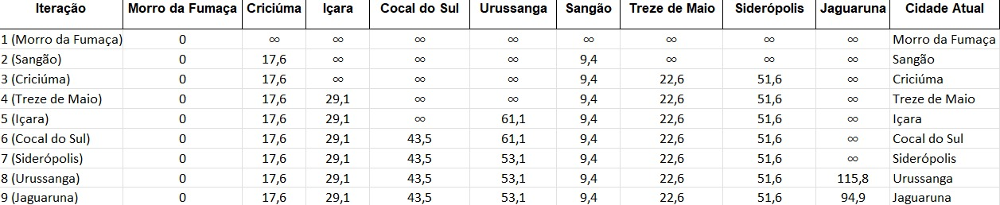 Iteração Morro da Fumaça Criciúma Içara Cocal do Sul Urussanga Sangão Treze de Maio Siderópolis Jaguaruna Cidade Atual
1 (Morro da Fumaça) 0 ∞ ∞ ∞ ∞ ∞ ∞ ∞ ∞ Morro da Fumaça
2 (Sangão) 0 17,6 ∞ ∞ ∞ 9,4 ∞ ∞ ∞ Sangão
3 (Criciúma) 0 17,6 ∞ ∞ ∞ 9,4 22,6 51,6 ∞ Criciúma
4 (Treze de Maio) 0 17,6 29,1 ∞ ∞ 9,4 22,6 51,6 ∞ Treze de Maio
5 (Içara) 0 17,6 29,1 ∞ 61,1 9,4 22,6 51,6 ∞ Içara
6 (Cocal do Sul) 0 17,6 29,1 43,5 61,1 9,4 22,6 51,6 ∞ Cocal do Sul
7 (Siderópolis) 0 17,6 29,1 43,5 53,1 9,4 22,6 51,6 ∞ Siderópolis
8 (Urussanga) 0 17,6 29,1 43,5 53,1 9,4 22,6 51,6 115,8 Urussanga
9 (Jaguaruna) 0 17,6 29,1 43,5 53,1 9,4 22,6 51,6 94,9 Jaguaruna